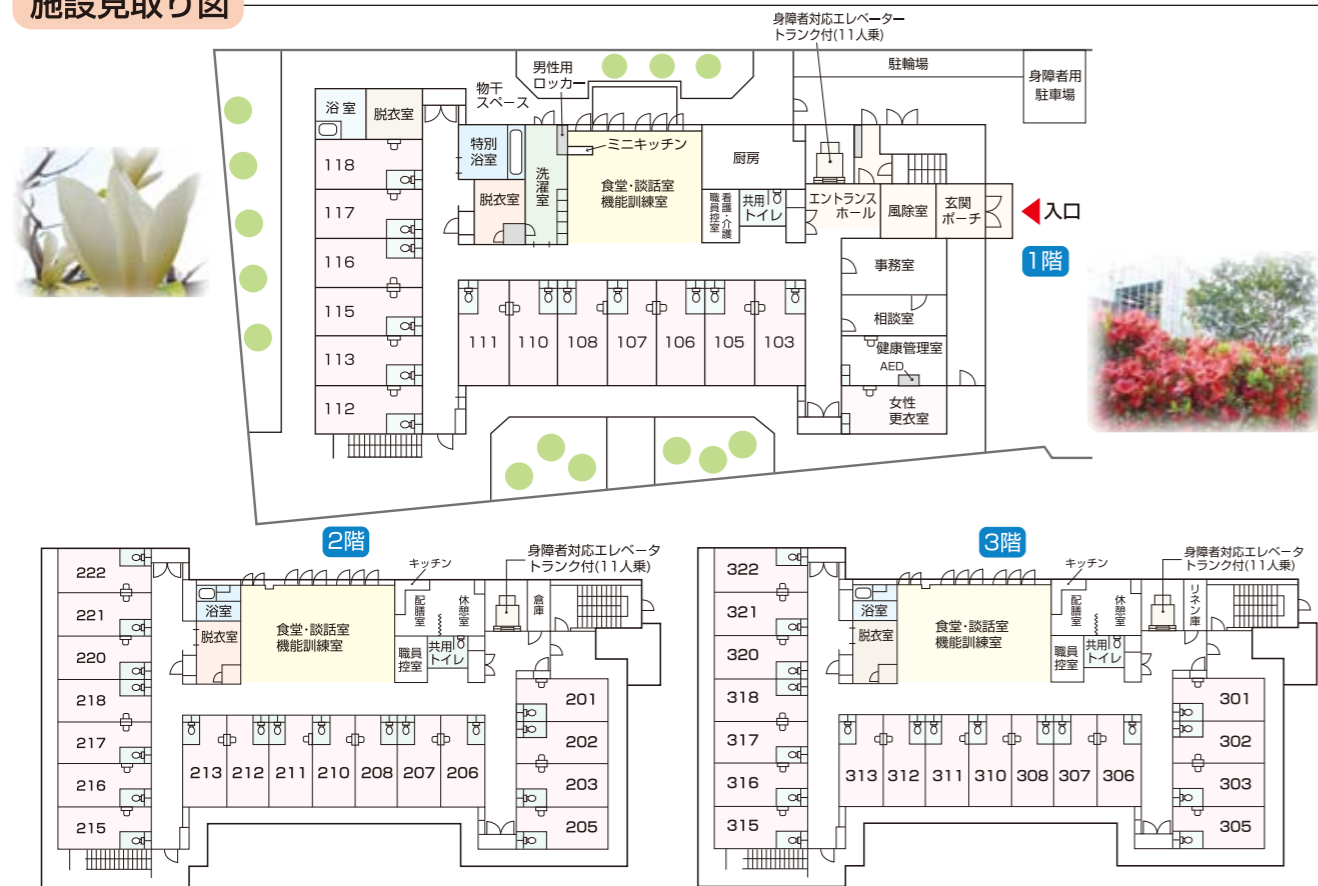 施設見取り図
身障者対応エレベーター
トランク付(11人乗)
駐輪場
身障者用
駐車場
男性用
ロッカー
物干
スペース
浴室
脱衣室
特別
浴室
洗濯室
ミニキッチン
厨房
118
117
116
115
113
112
脱衣室
食堂・談話室
機能訓練室
看護・介護
職員控室
共用
トイレ
エントランス
ホール
風除室
玄関
ポーチ
入口
1階
事務室
相談室
健康管理室
AED
女性
更衣室
111
110
108
107
106
105
103
2階
キッチン
身障者対応エレベータ
トランク付(11人乗)
222
221
220
218
217
216
215
浴室
脱衣室
食堂・談話室
機能訓練室
配膳室
休憩室
倉庫
職員
控室
共用
トイレ
201
202
203
205
213
212
211
210
208
207
206
3階
キッチン
身障者対応エレベータ
トランク付(11人乗)
322
321
320
318
317
316
315
浴室
脱衣室
食堂・談話室
機能訓練室
配膳室
休憩室
リネン庫
職員
控室
共用
トイレ
301
302
303
305
313
312
311
310
308
307
306